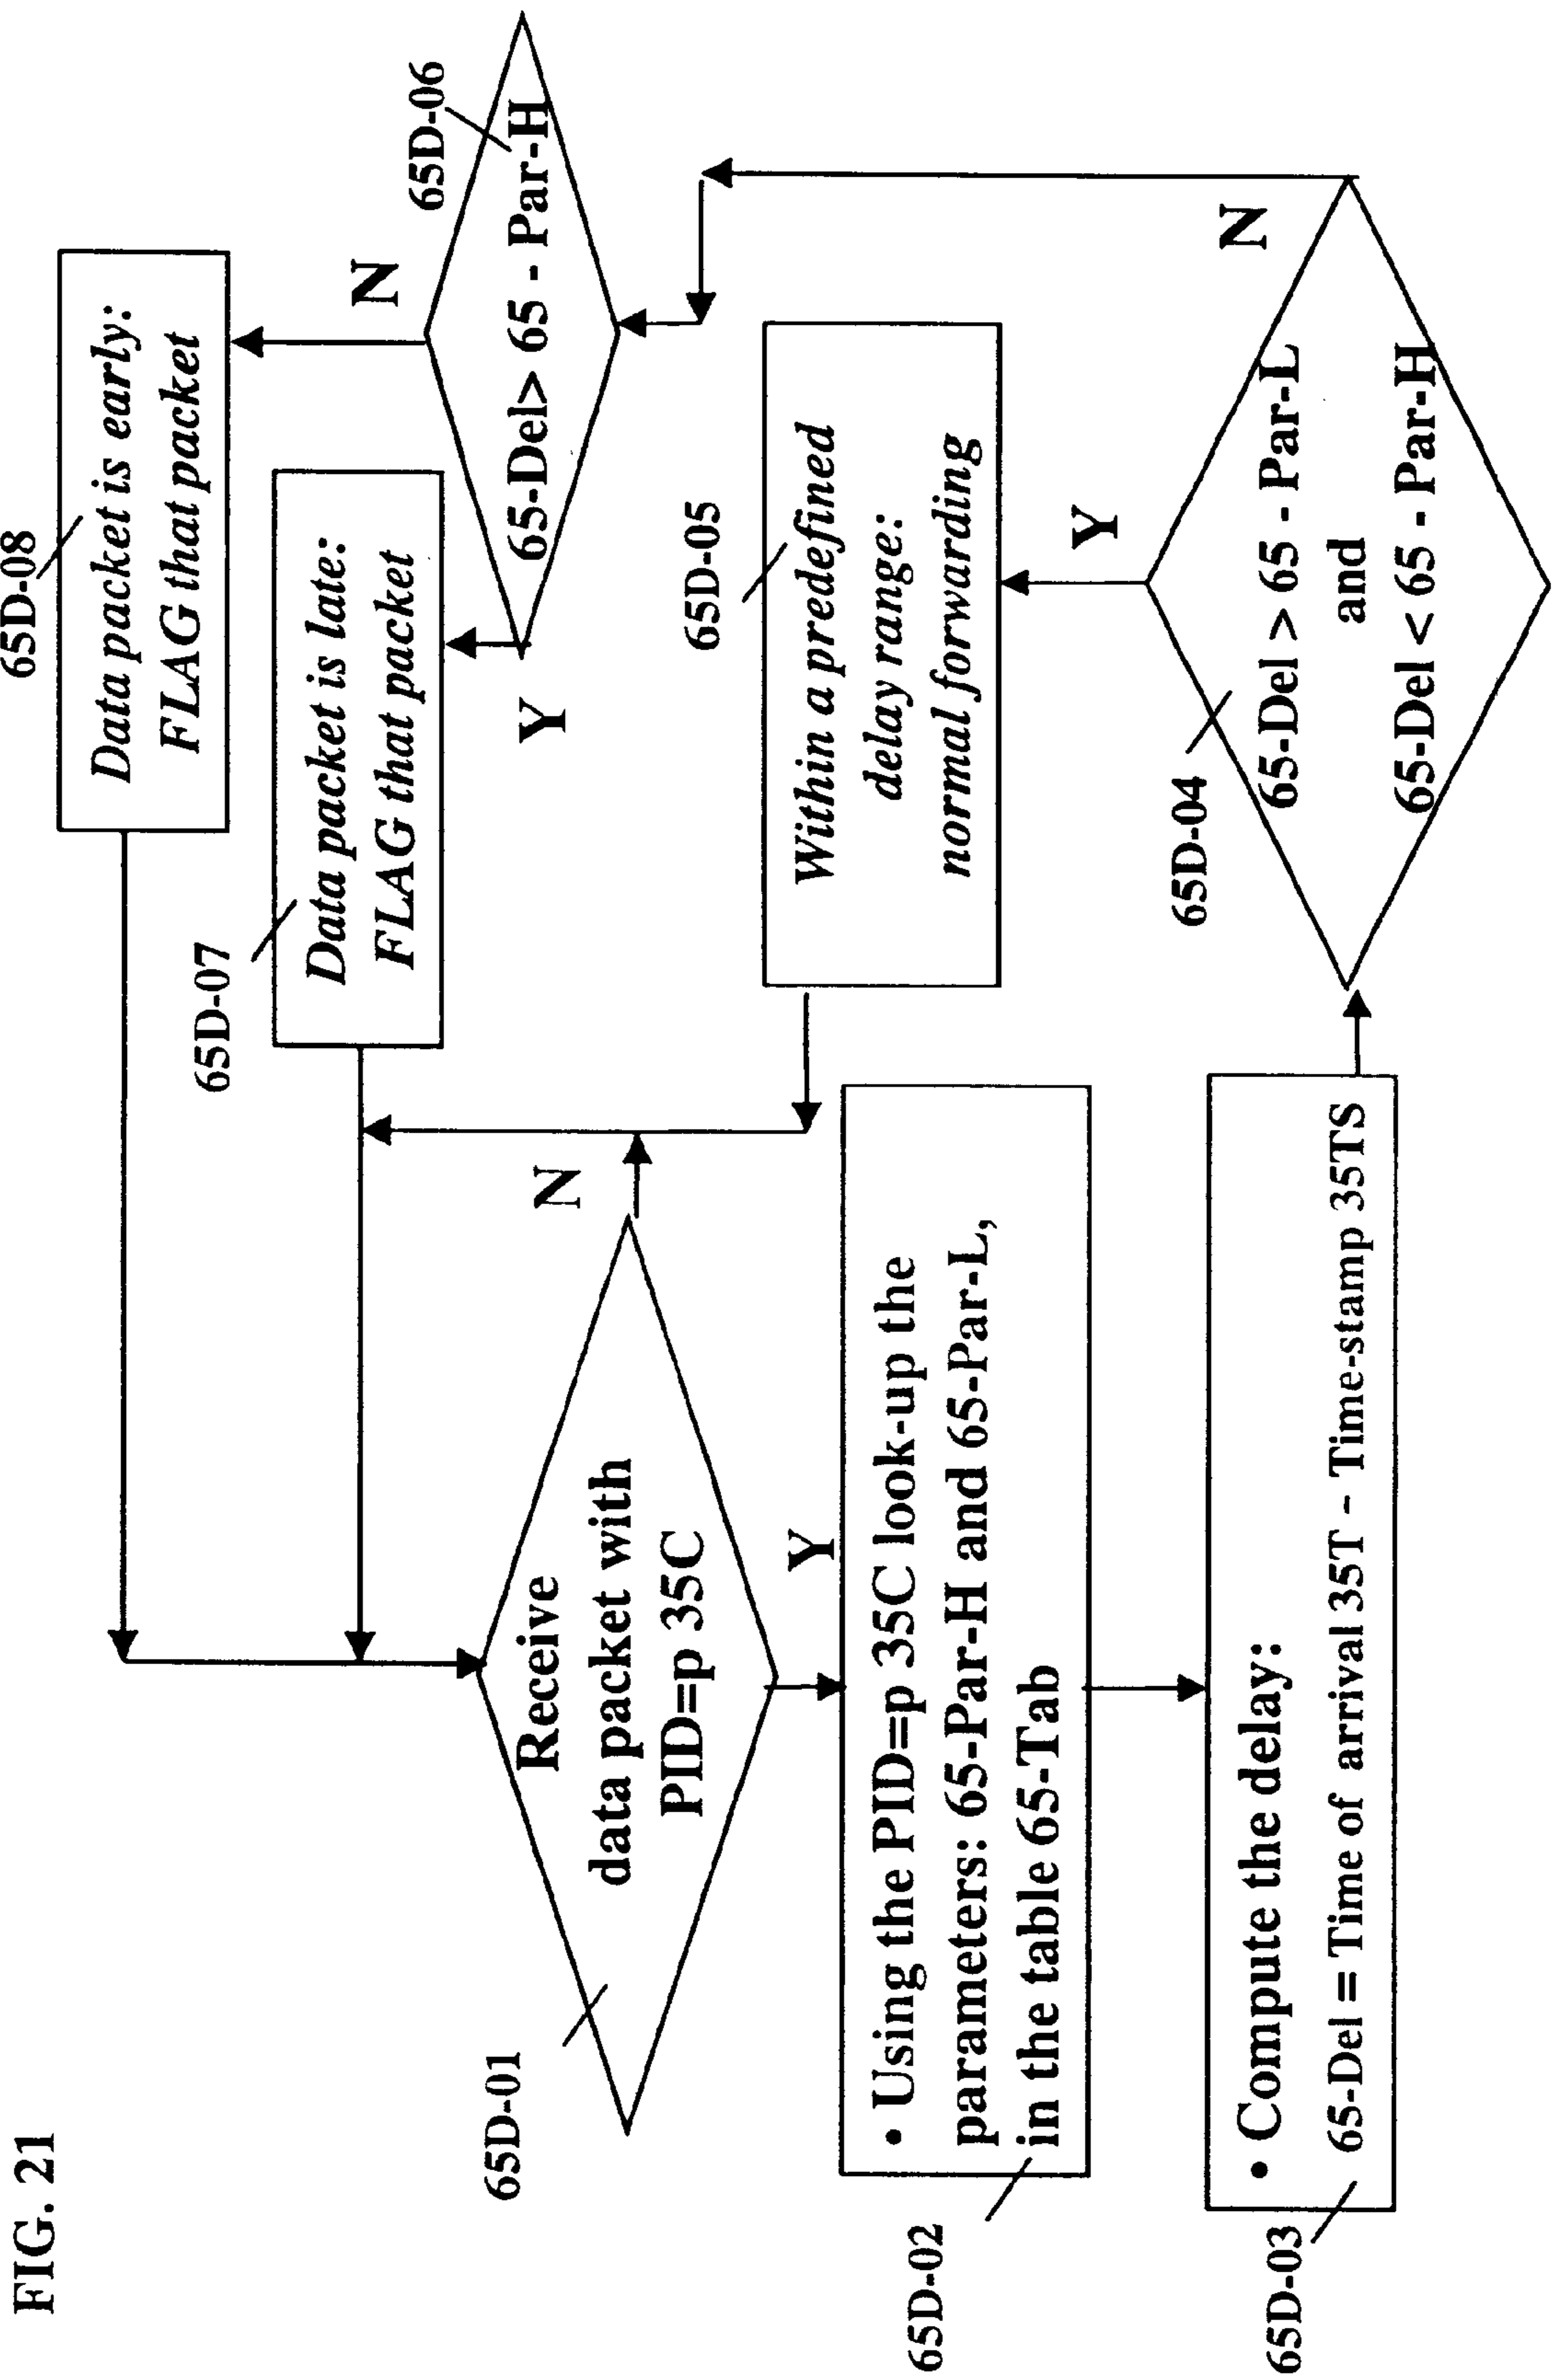 FIG. 21
65D-01
Receive
data packet with
PID=p 35C
N
Y
65D-02
• Using the PID=p 35C look-up the
parameters: 65-Par-H and 65-Par-L,
in the table 65-Tab
65D-03
• Compute the delay:
65-Del = Time of arrival 35T - Time-stamp 35TS
65D-04
65-Del > 65 - Par-L
and
65-Del < 65 - Par-H
Y
N
65D-05
Within a predefined
delay range:
normal forwarding
65D-06
65-Del> 65 - Par-H
Y
N
65D-07
Data packet is late:
FLAG that packet
65D-08
Data packet is early:
FLAG that packet